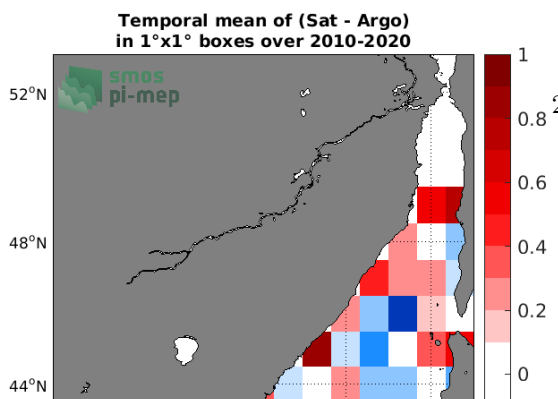 Temporal mean of (Sat - Argo)
in 1°x1° boxes over 2010-2020
smos
pi-mep
52°N
48°N
44°N
1
0.8
0.6
0.4
0.2
0